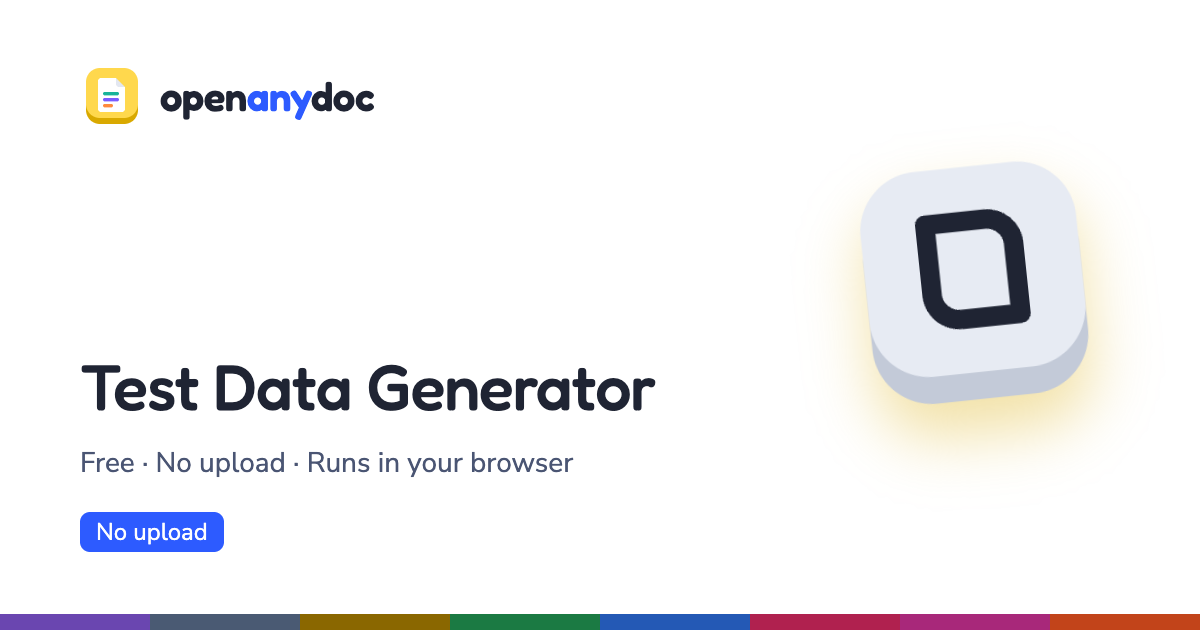 openanydoc
Test Data Generator
Free · No upload · Runs in your browser
No upload